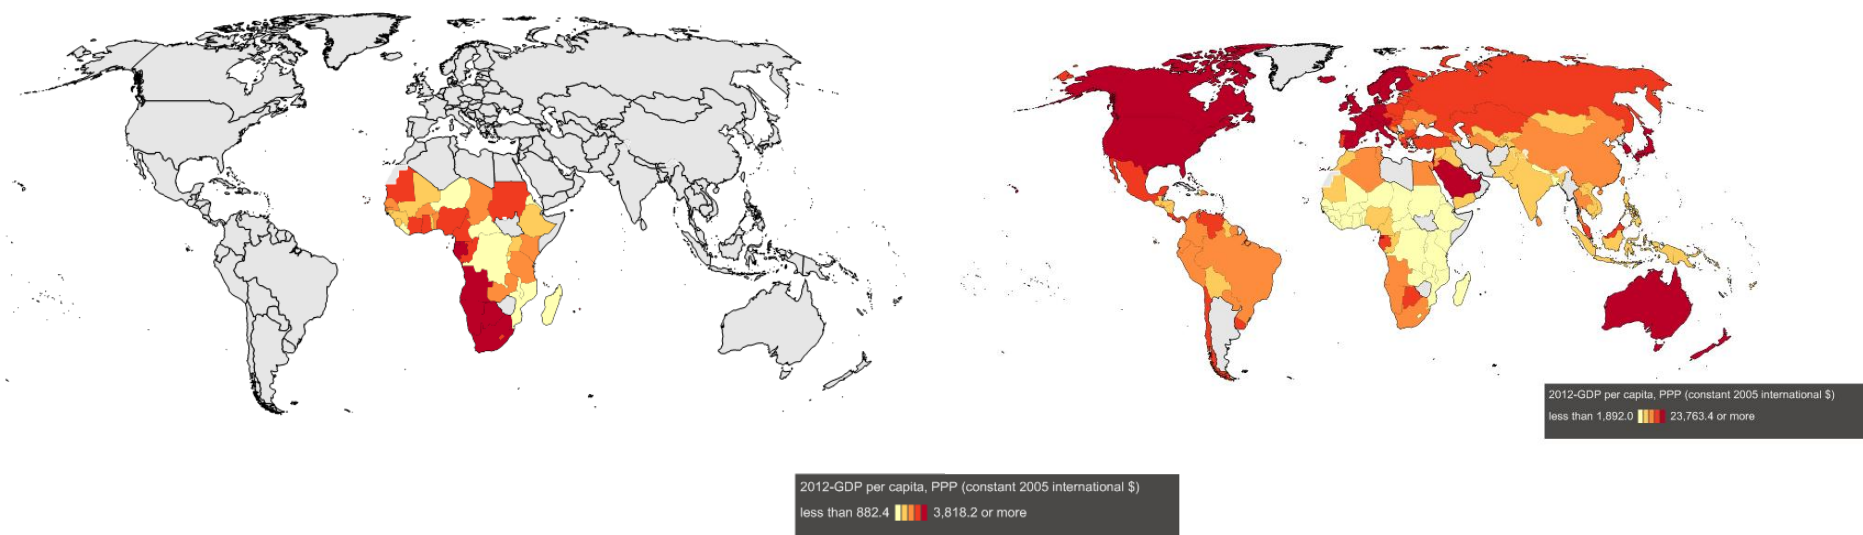 2012-GDP per capita, PPP (constant 2005 international $)
less than 1,892.0 23,763.4 or more
2012-GDP per capita, PPP (constant 2005 international $)
less than 882.4 3,818.2 or more